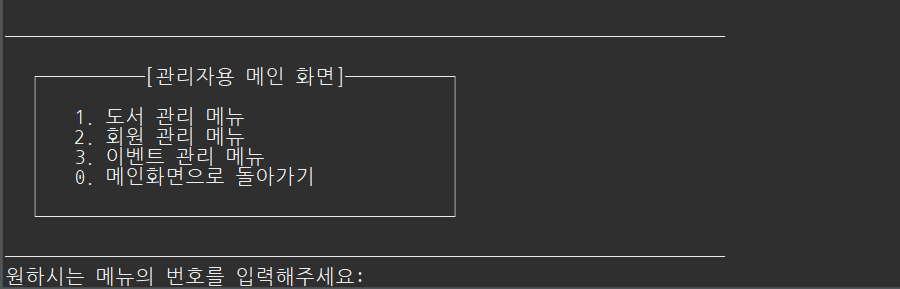 [관리자용 메인 화면]
1. 도서 관리 메뉴
2. 회원 관리 메뉴
3. 이벤트 관리 메뉴
0. 메인화면으로 돌아가기
원하시는 메뉴의 번호를 입력해주세요: